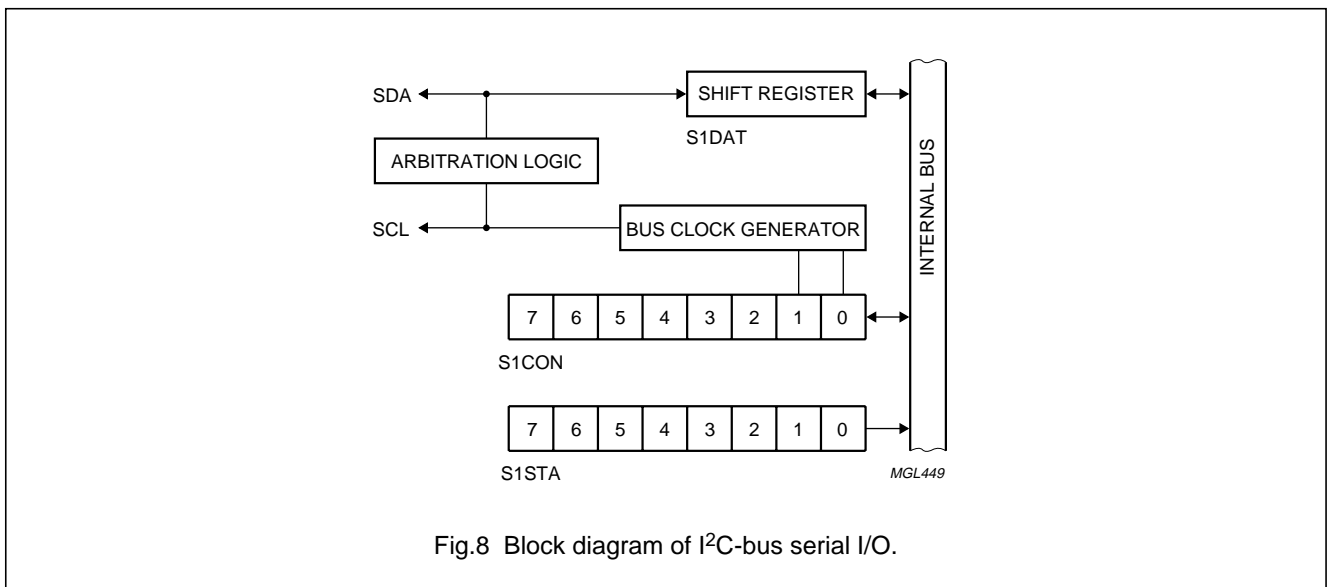 SDA
SHIFT REGISTER
S1DAT
ARBITRATION LOGIC
SCL
BUS CLOCK GENERATOR
INTERNAL BUS
7 6 5 4 3 2 1 0
S1CON
7 6 5 4 3 2 1 0
S1STA
MGL449
Fig.8 Block diagram of I²C-bus serial I/O.